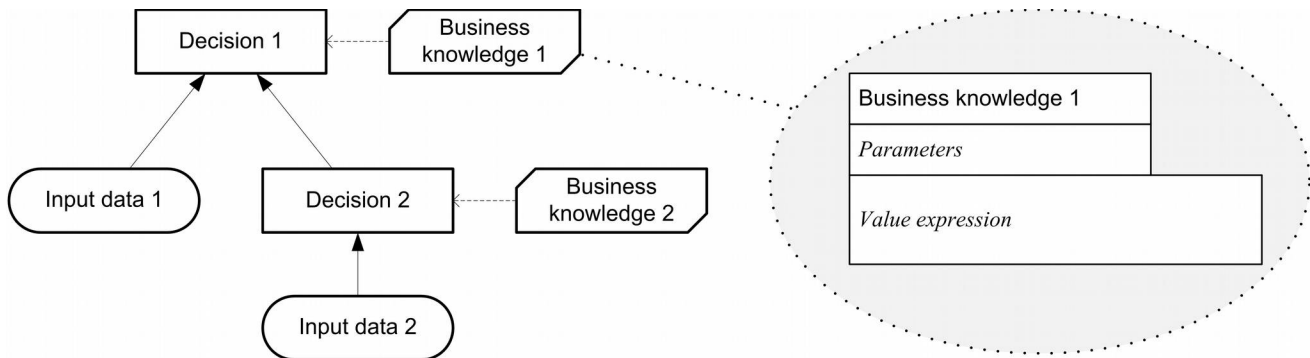 Decision 1
Business
knowledge 1
Input data 1
Decision 2
Business
knowledge 2
Input data 2
Business knowledge 1
Parameters
Value expression